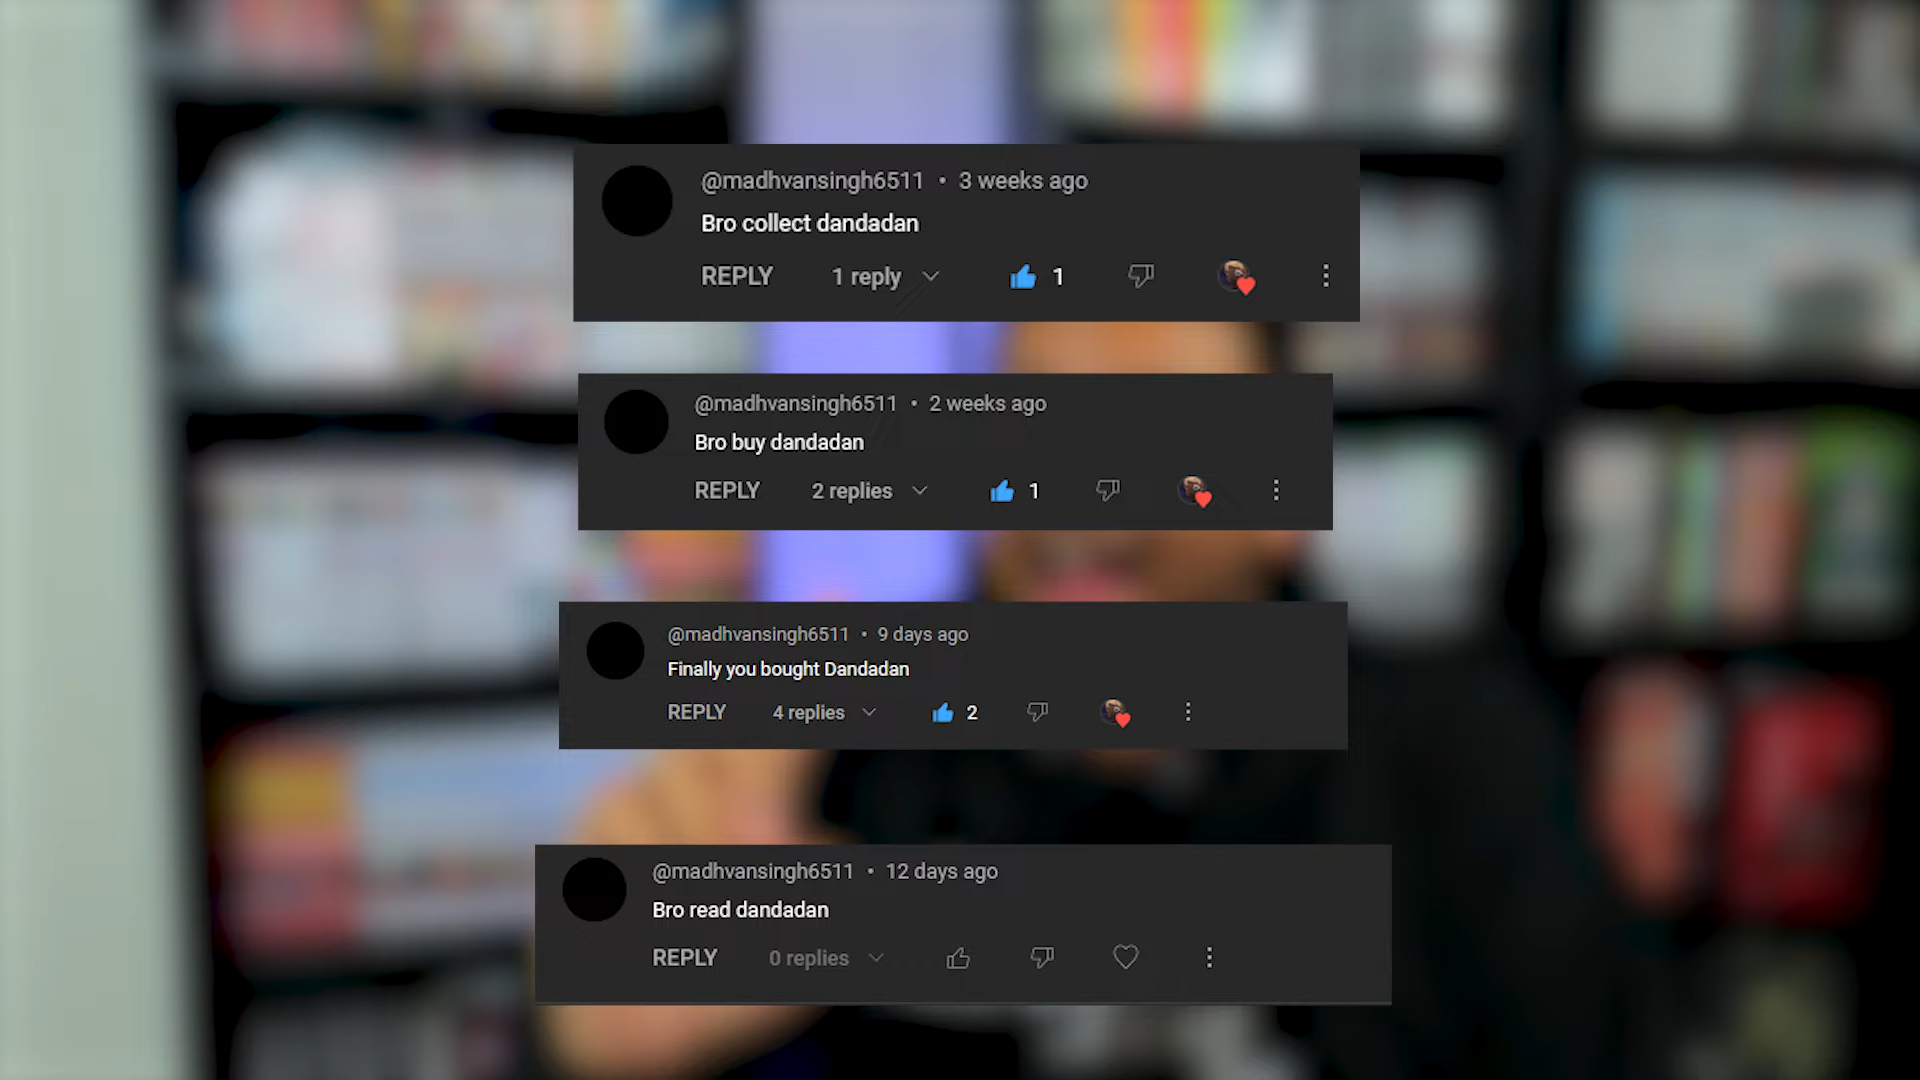 @madhvansingh6511 • 3 weeks ago
Bro collect dandadan
REPLY 1 reply 1
@madhvansingh6511 • 2 weeks ago
Bro buy dandadan
REPLY 2 replies 1
@madhvansingh6511 • 9 days ago
Finally you bought Dandadan
REPLY 4 replies 2
@madhvansingh6511 • 12 days ago
Bro read dandadan
REPLY 0 replies